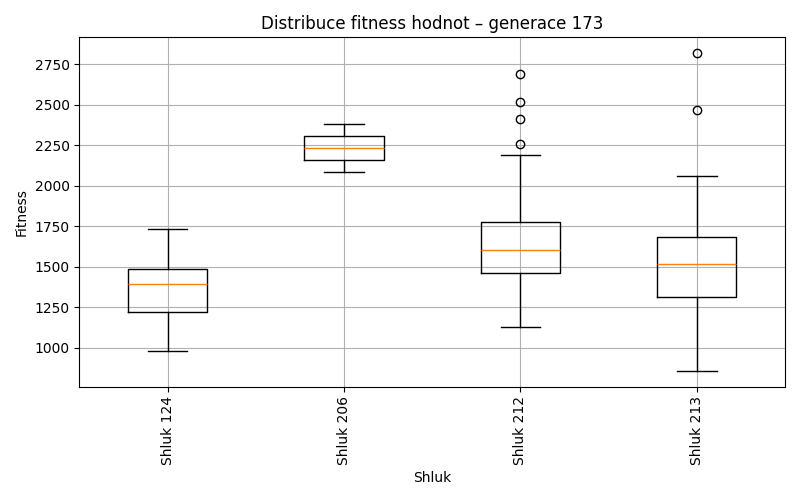 Distribuce fitness hodnot – generace 173
Fitness
2750
2500
2250
2000
1750
1500
1250
1000
Shluk 124
Shluk 206
Shluk 212
Shluk 213
Shluk